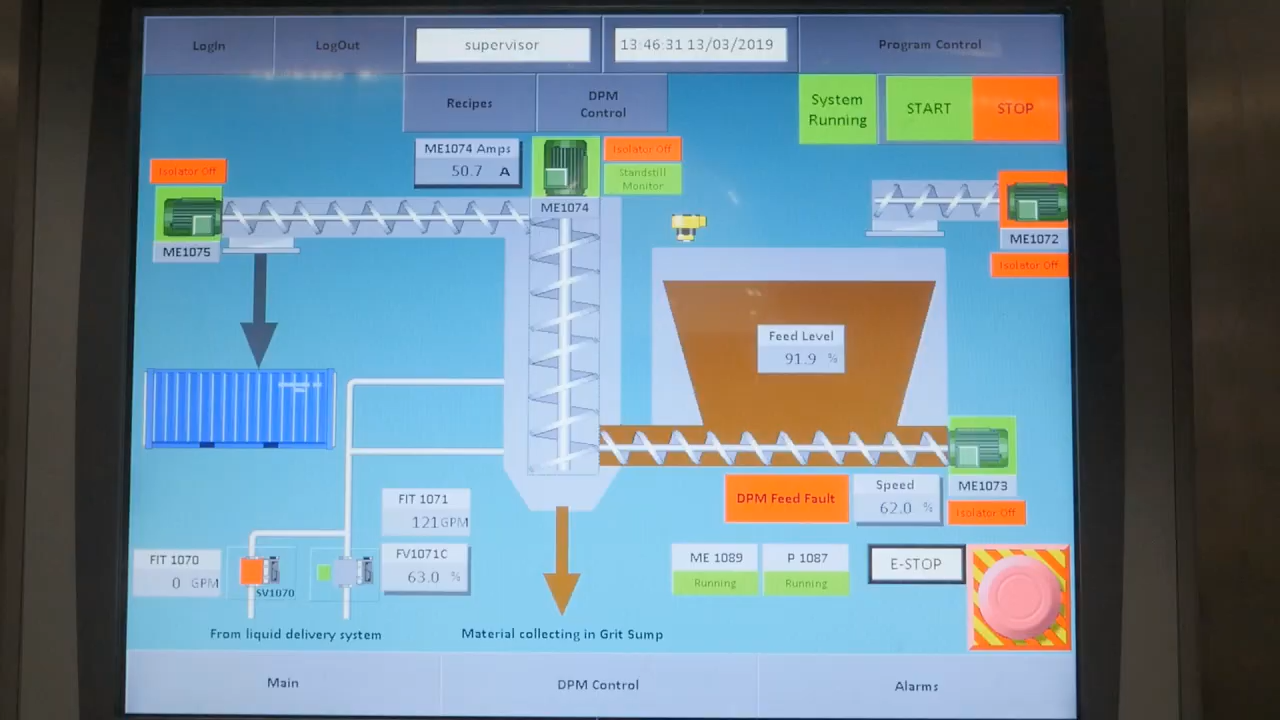 LogIn
LogOut
supervisor
13:46:31 13/03/2019
Program Control
Recipes
DPM
Control
System
Running
START
STOP
ME1074 Amps
50.7 A
Isolator Off
Standstill
Monitor
Isolator Off
ME1074
ME1075
ME1072
Isolator Off
Feed Level
91.9 %
DPM Feed Fault
Speed
62.0 %
ME1073
Isolator Off
FIT 1071
121 GPM
FIT 1070
0 GPM
SV1070
FV1071C
63.0 %
ME 1089
Running
P 1087
Running
E-STOP
From liquid delivery system
Material collecting in Grit Sump
Main
DPM Control
Alarms